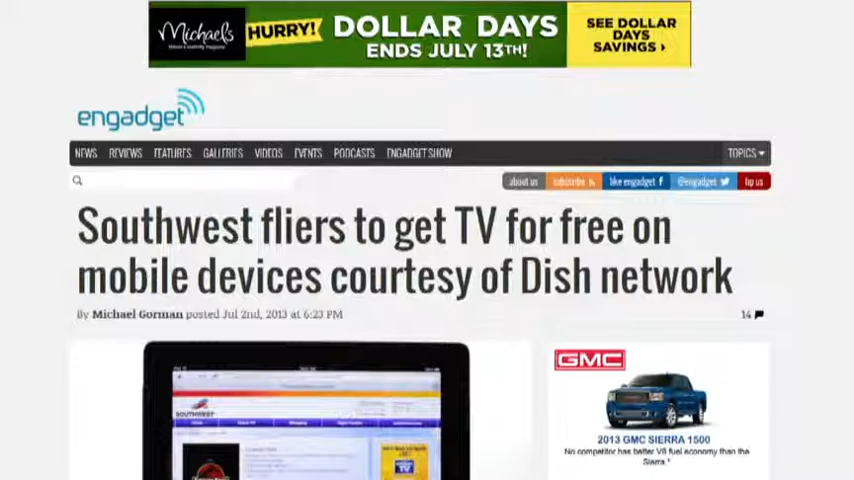 Michaels
HURRY!
DOLLAR DAYS
ENDS JULY 13TH!
SEE DOLLAR
DAYS
SAVINGS ›
engadget
NEWS REVIEWS FEATURES GALLERIES VIDEOS EVENTS PODCASTS ENGADGET SHOW TOPICS
about us subscribe like engadget @engadget tip us
Southwest fliers to get TV for free on
mobile devices courtesy of Dish network
By Michael Gorman posted Jul 2nd, 2013 at 6:23 PM
14
SOUTHWEST
TV
GMC
2013 GMC SIERRA 1500
No competitor has better V8 fuel economy than the
Sierra.*